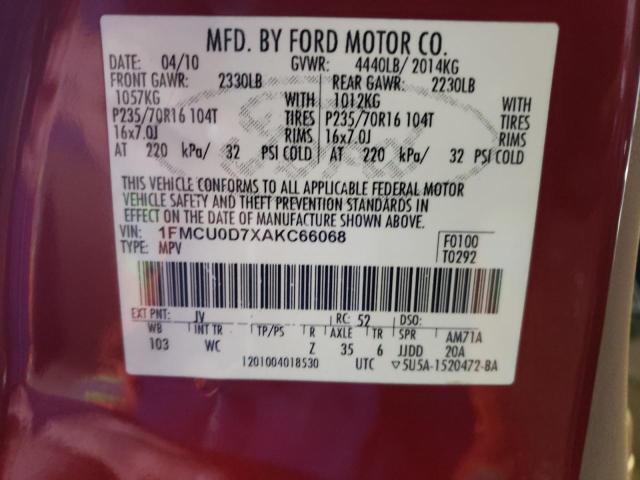 MFD. BY FORD MOTOR CO.
DATE: 04/10 GVWR: 4440LB/ 2014KG
FRONT GAWR: 2330LB REAR GAWR: 2230LB
1057KG WITH 1012KG WITH
P235/70R16 104T TIRES P235/70R16 104T TIRES
16x7.0J RIMS 16x7.0J RIMS
AT 220 kPa/ 32 PSI COLD AT 220 kPa/ 32 PSI COLD
THIS VEHICLE CONFORMS TO ALL APPLICABLE FEDERAL MOTOR
VEHICLE SAFETY AND THEFT PREVENTION STANDARDS IN
EFFECT ON THE DATE OF MANUFACTURE SHOWN ABOVE.
VIN: 1FMCU0D7XAKC66068 F0100
TYPE: MPV T0292
EXT PNT: JV RC: 52 DSO:
WB INT TR TP/PS R AXLE TR SPR AM71A
103 WC Z 35 6 JJDD 20A
1201004018530 UTC ▽5U5A-1520472-BA